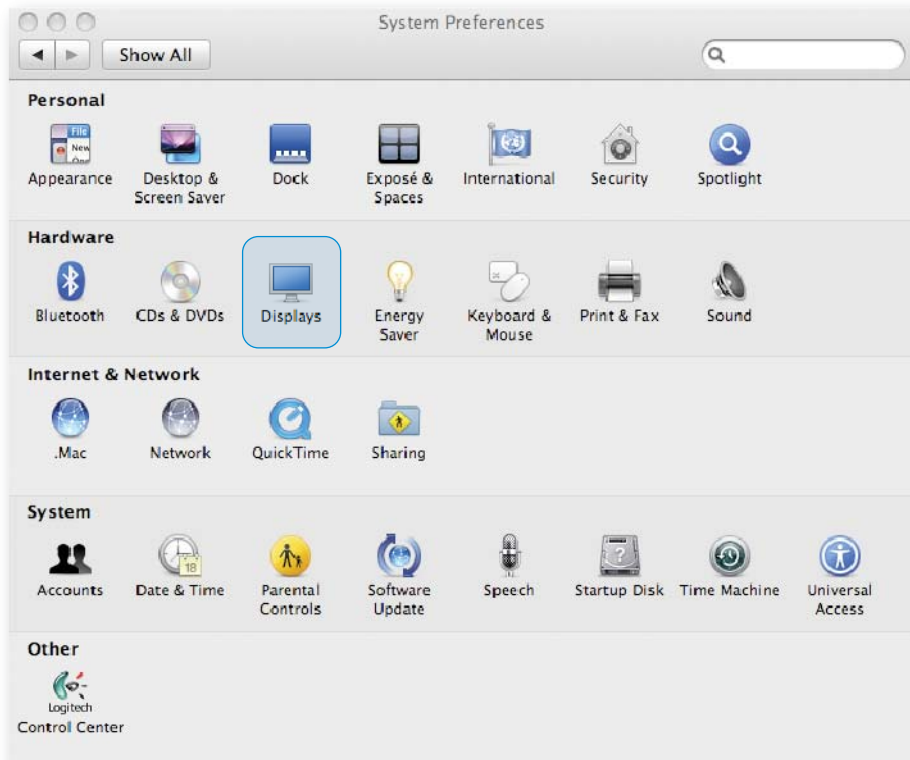 System Preferences
Show All
Personal
File
New
Appearance
Desktop &
Screen Saver
Dock
Exposé &
Spaces
International
Security
Spotlight
Hardware
Bluetooth
CDs & DVDs
Displays
Energy
Saver
Keyboard &
Mouse
Print & Fax
Sound
Internet & Network
.Mac
Network
QuickTime
Sharing
System
18
?
Accounts
Date & Time
Parental
Controls
Software
Update
Speech
Startup Disk
Time Machine
Universal
Access
Other
Logitech
Control Center